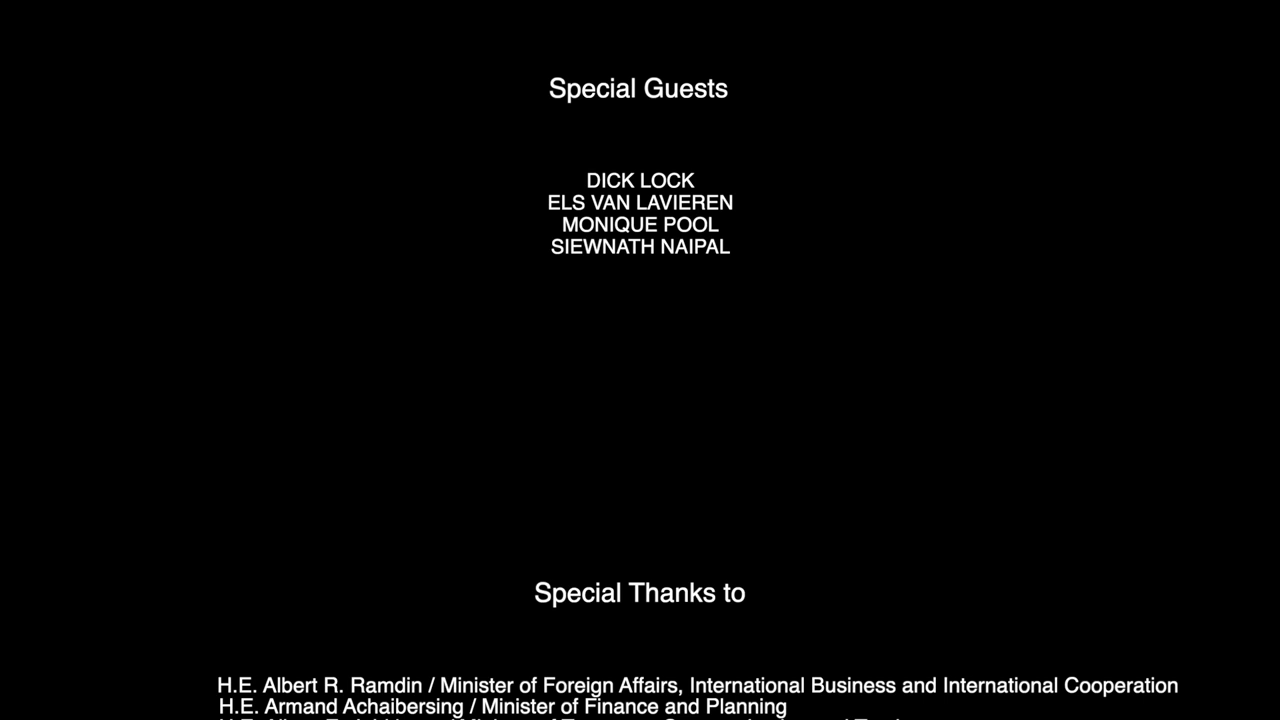 Special Guests
DICK LOCK
ELS VAN LAVIEREN
MONIQUE POOL
SIEWNATH NAIPAL
Special Thanks to
H.E. Albert R. Ramdin / Minister of Foreign Affairs, International Business and International Cooperation
H.E. Armand Achaibersing / Minister of Finance and Planning